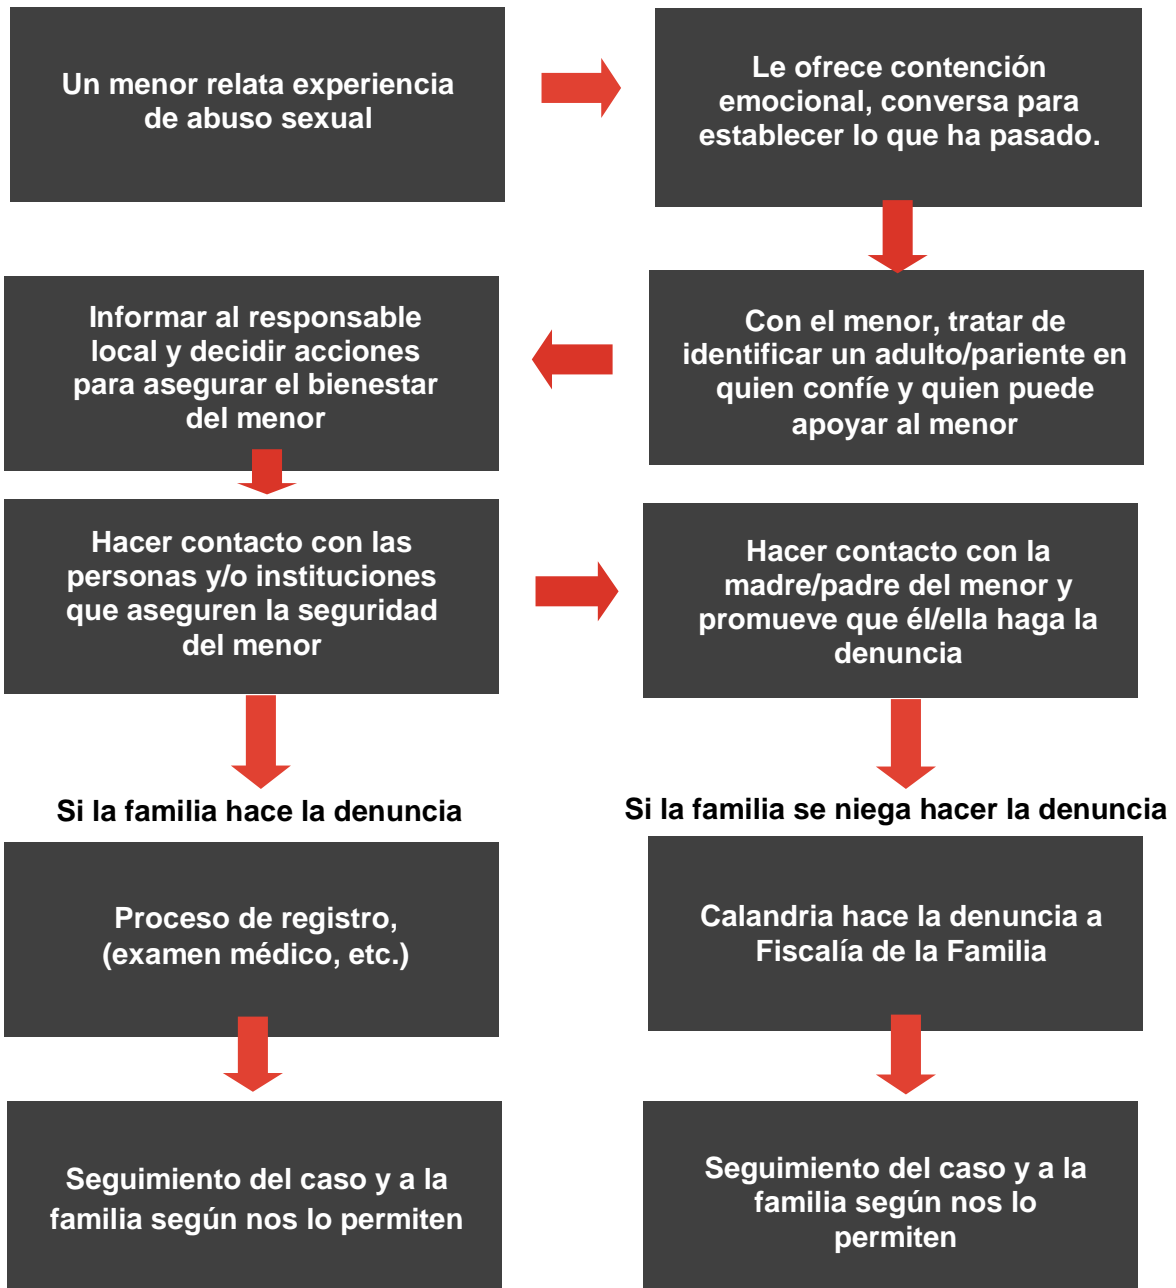 Un menor relata experiencia
de abuso sexual
Le ofrece contención
emocional, conversa para
establecer lo que ha pasado.
Con el menor, tratar de
identificar un adulto/pariente en
quien confíe y quien puede
apoyar al menor
Informar al responsable
local y decidir acciones
para asegurar el bienestar
del menor
Hacer contacto con las
personas y/o instituciones
que aseguren la seguridad
del menor
Hacer contacto con la
madre/padre del menor y
promueve que él/ella haga la
denuncia
Si la familia hace la denuncia
Proceso de registro,
(examen médico, etc.)
Seguimiento del caso y a la
familia según nos lo permiten
Si la familia se niega hacer la denuncia
Calandria hace la denuncia a
Fiscalía de la Familia
Seguimiento del caso y a la
familia según nos lo
permiten